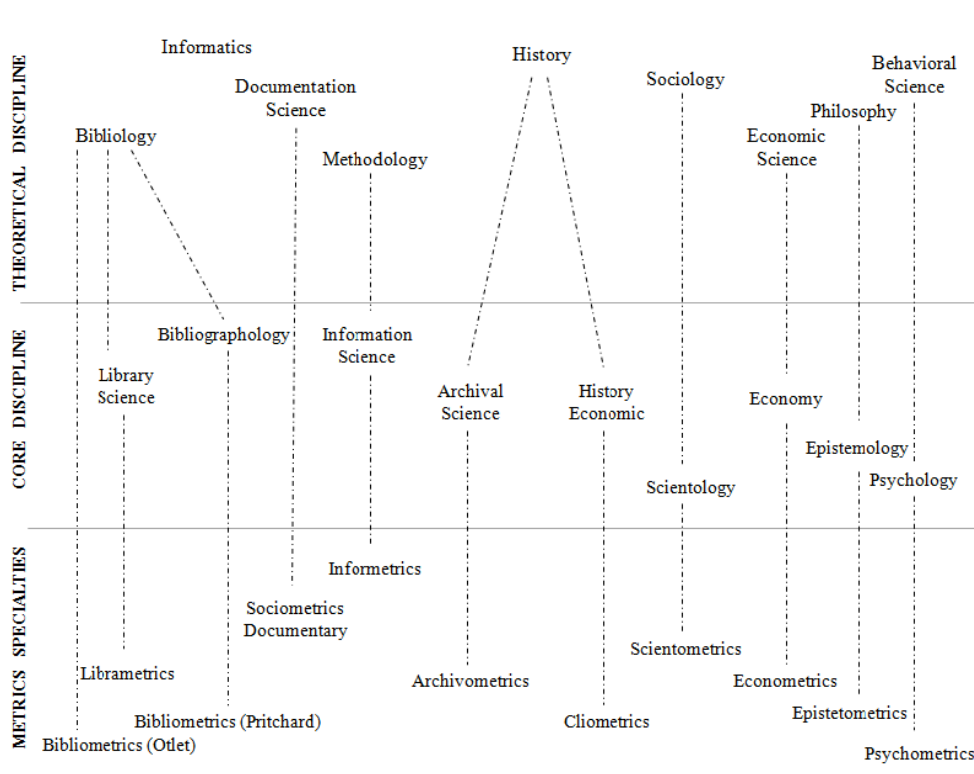 THEORETICAL DISCIPLINE
Informatics
History
Behavioral
Science
Sociology
Documentation
Science
Philosophy
Bibliology
Economic
Science
Methodology
CORE DISCIPLINE
Bibliographology
Information
Science
Library
Science
Archival
Science
History
Economic
Economy
Epistemology
Psychology
Scientology
METRICS SPECIALTIES
Informetrics
Sociometrics
Documentary
Scientometrics
Librametrics
Archivometrics
Econometrics
Epistetometrics
Bibliometrics (Pritchard)
Cliometrics
Bibliometrics (Otlet)
Psychometrics